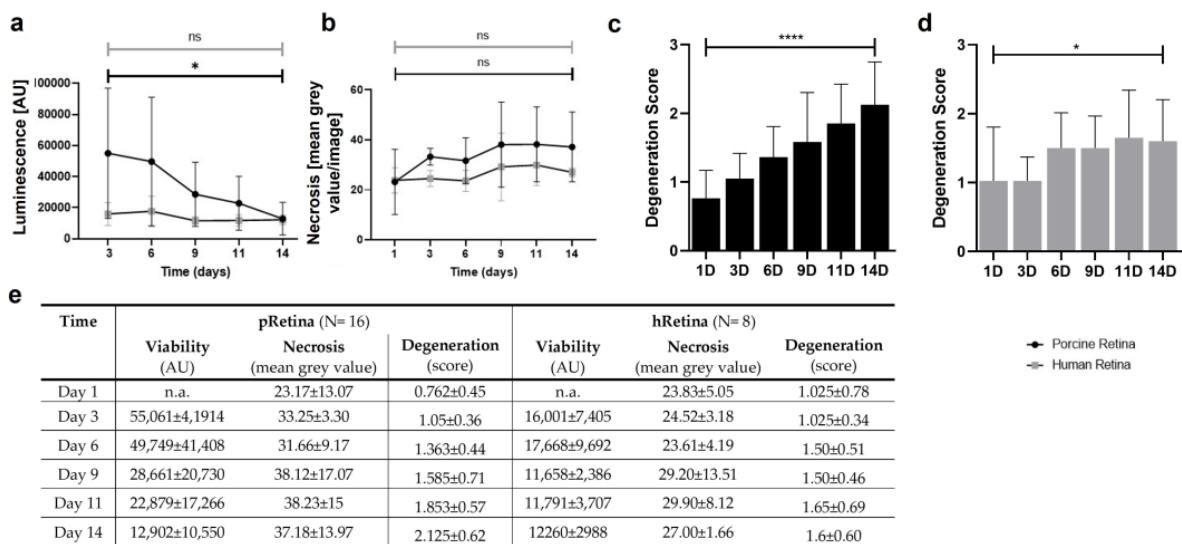 a
ns
*
Luminescence [AU]
100000
80000
60000
40000
20000
0
3 6 9 11 14
Time (days)
b
ns
ns
Necrosis [mean grey
value/image]
60
40
20
0
1 3 6 9 11 14
Time (days)
c
****
Degeneration Score
3
2
1
0
1D 3D 6D 9D 11D 14D
d
*
Degeneration Score
3
2
1
0
1D 3D 6D 9D 11D 14D
Porcine Retina
Human Retina
e
Time pRetina (N= 16) hRetina (N= 8)
Viability Necrosis Degeneration Viability Necrosis Degeneration
(AU) (mean grey value) (score) (AU) (mean grey value) (score)
Day 1 n.a. 23.17±13.07 0.762±0.45 n.a. 23.83±5.05 1.025±0.78
Day 3 55,061±4,1914 33.25±3.30 1.05±0.36 16,001±7,405 24.52±3.18 1.025±0.34
Day 6 49,749±41,408 31.66±9.17 1.363±0.44 17,668±9,692 23.61±4.19 1.50±0.51
Day 9 28,661±20,730 38.12±17.07 1.585±0.71 11,658±2,386 29.20±13.51 1.50±0.46
Day 11 22,879±17,266 38.23±15 1.853±0.57 11,791±3,707 29.90±8.12 1.65±0.69
Day 14 12,902±10,550 37.18±13.97 2.125±0.62 12260±2988 27.00±1.66 1.6±0.60